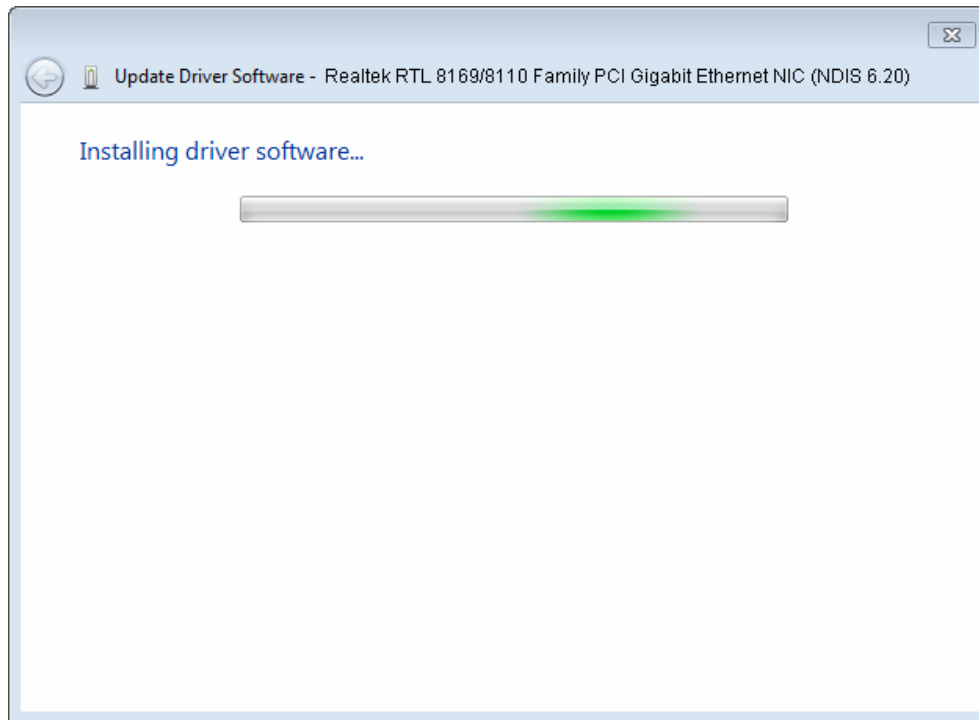 Update Driver Software - Realtek RTL 8169/8110 Family PCI Gigabit Ethernet NIC (NDIS 6.20)
Installing driver software...